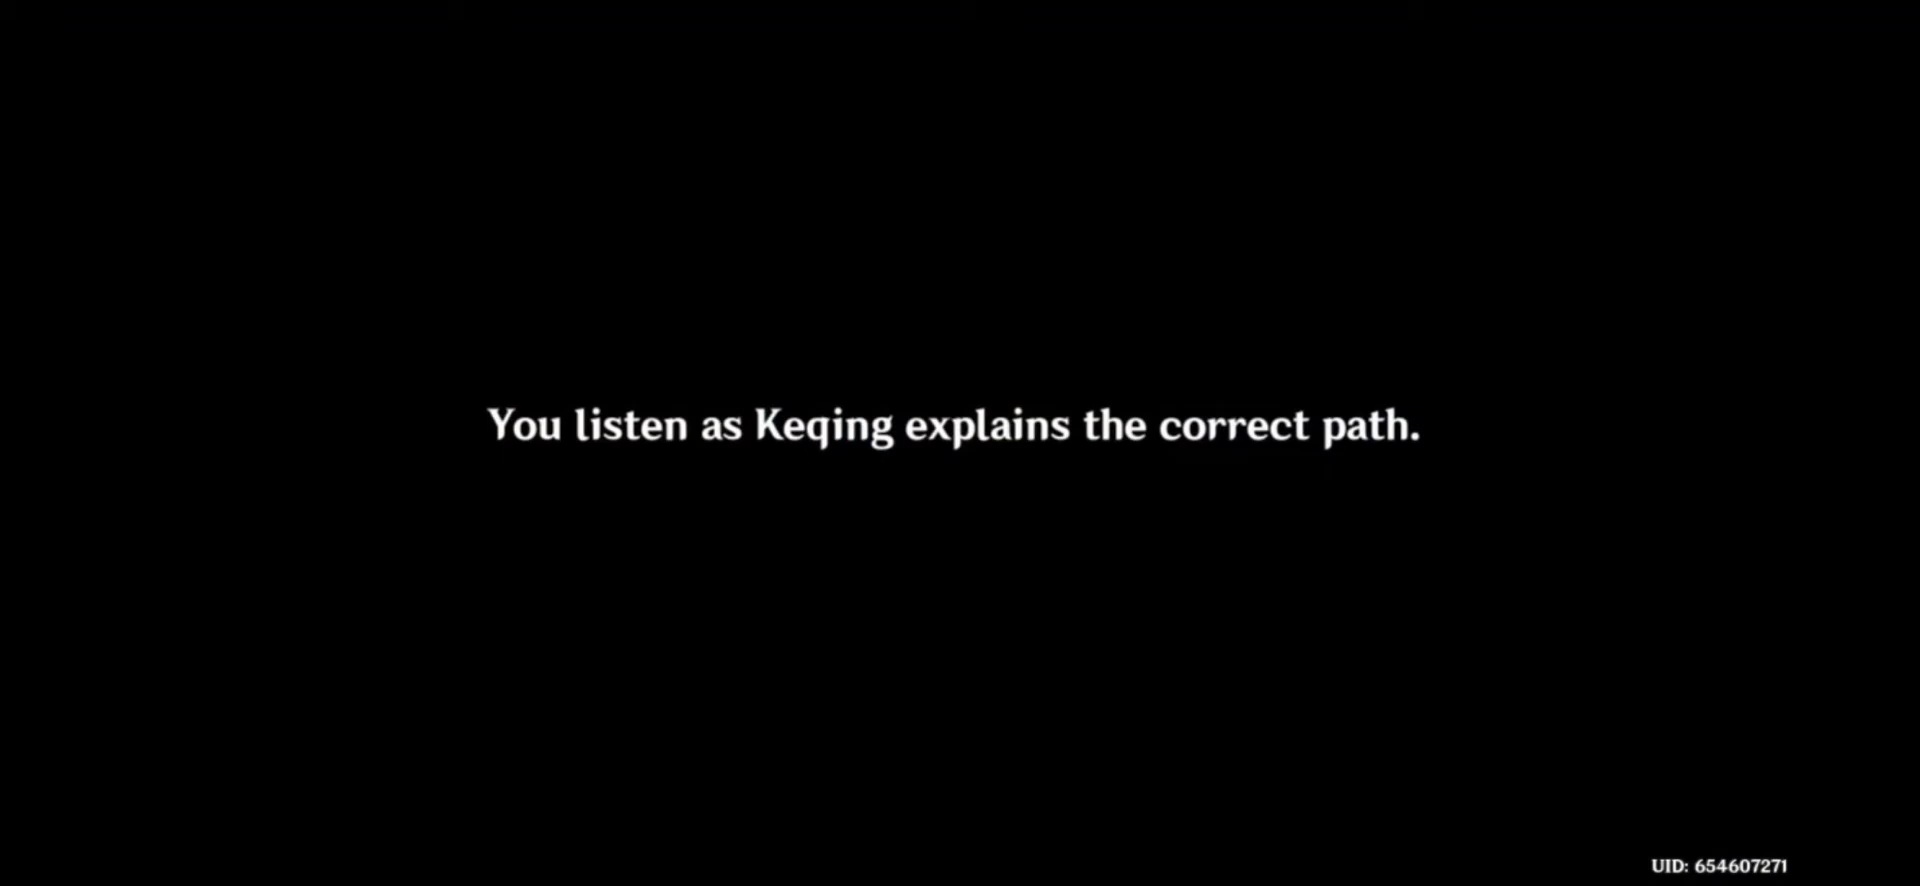 You listen as Keqing explains the correct path.
UID: 654607271